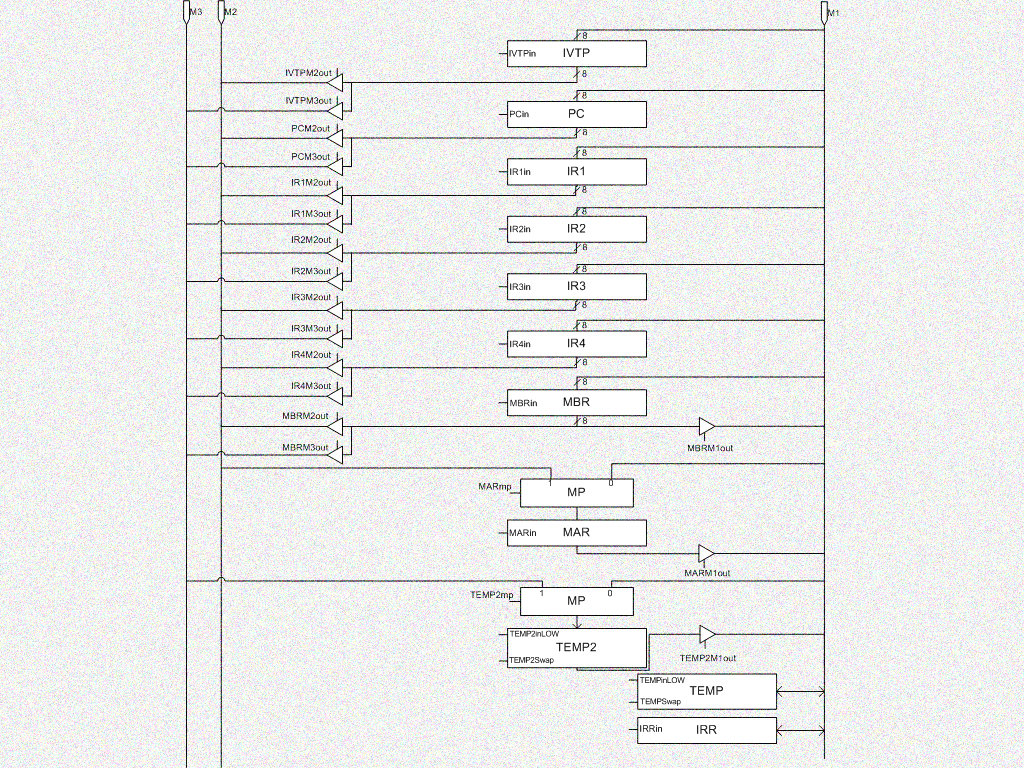 M3
M2
M1
8
IVTPin
IVTP
IVTPM2out
8
8
IVTPM3out
PCin
PC
PCM2out
8
8
PCM3out
IR1in
IR1
IR1M2out
8
8
IR1M3out
IR2in
IR2
IR2M2out
8
8
IR2M3out
IR3in
IR3
IR3M2out
8
8
IR3M3out
IR4in
IR4
IR4M2out
8
8
IR4M3out
MBRin
MBR
MBRM2out
8
MBRM3out
MBRM1out
1
0
MARmp
MP
MARin
MAR
MARM1out
1
0
TEMP2mp
MP
TEMP2inLOW
TEMP2
TEMP2Swap
TEMP2M1out
TEMPinLOW
TEMP
TEMPSwap
IRRin
IRR